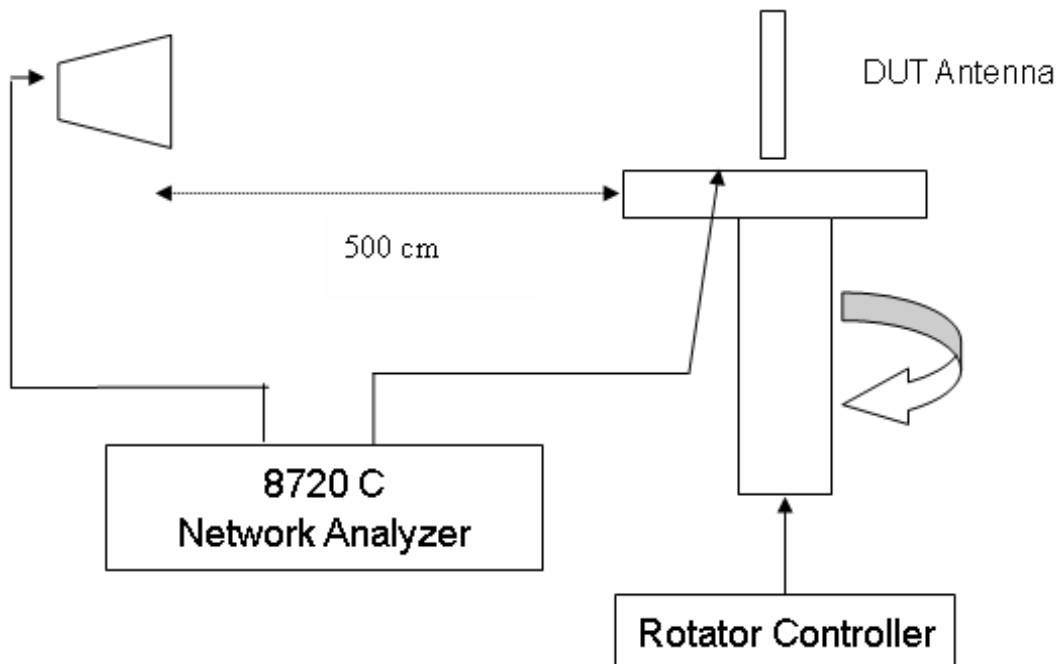 DUT Antenna
500 cm
8720 C
Network Analyzer
Rotator Controller